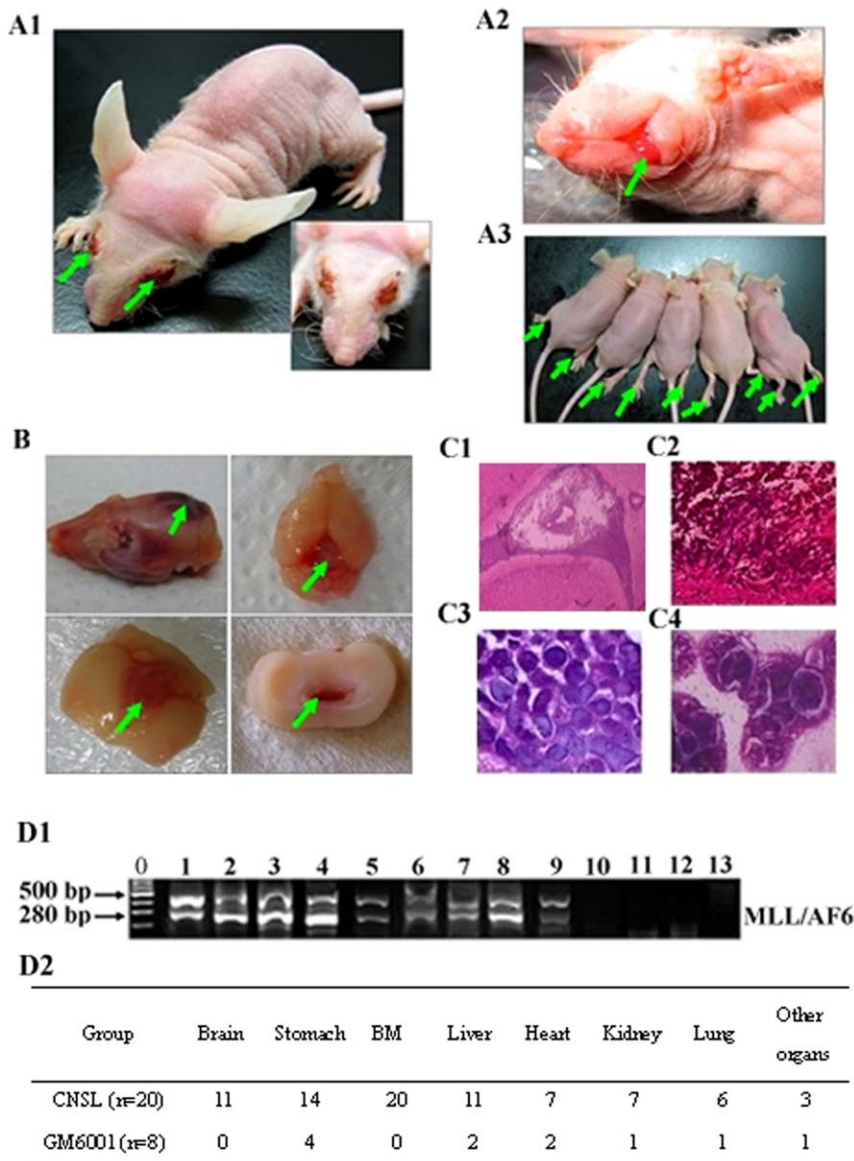 A1
A2
A3
B
C1
C2
C3
C4
D1
0 1 2 3 4 5 6 7 8 9 10 11 12 13
500 bp
280 bp
MLL/AF6
D2
Group Brain Stomach BM Liver Heart Kidney Lung Other organs
CNSL (n=20) 11 14 20 11 7 7 6 3
GM6001(n=8) 0 4 0 2 2 1 1 1